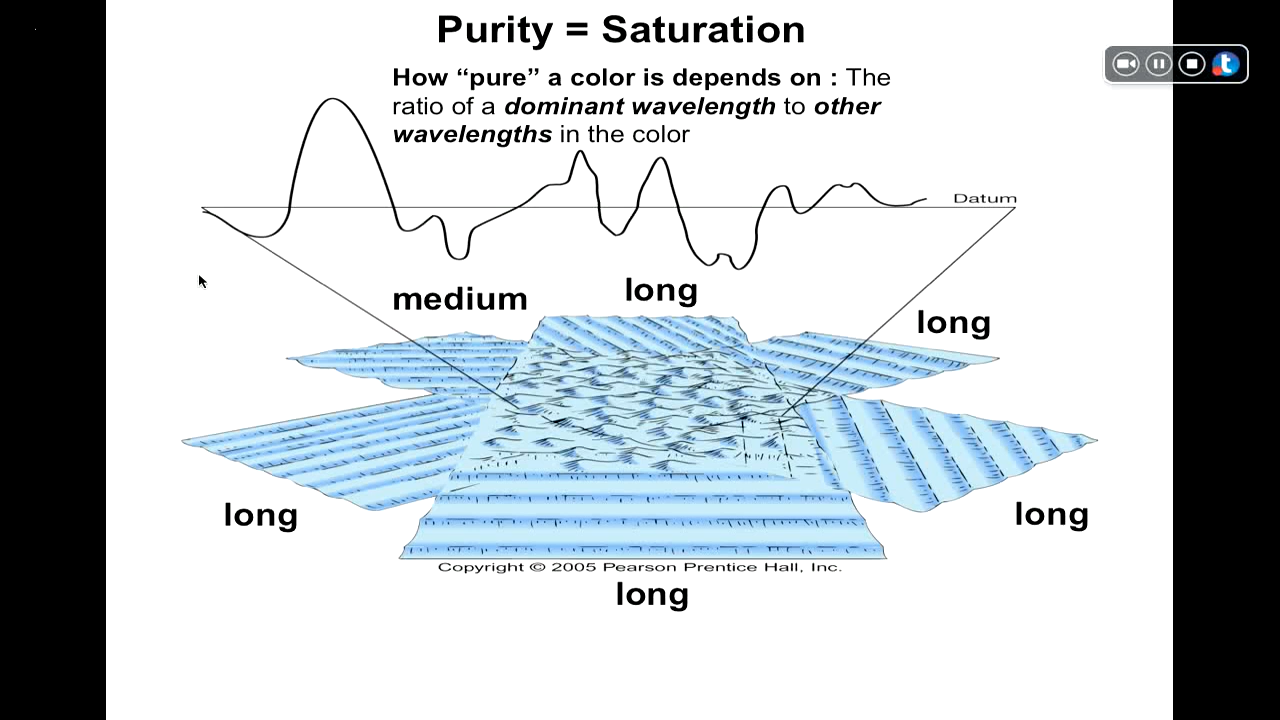 Purity = Saturation
How “pure” a color is depends on : The
ratio of a dominant wavelength to other
wavelengths in the color
Datum
medium
long
long
long
long
Copyright © 2005 Pearson Prentice Hall, Inc.
long